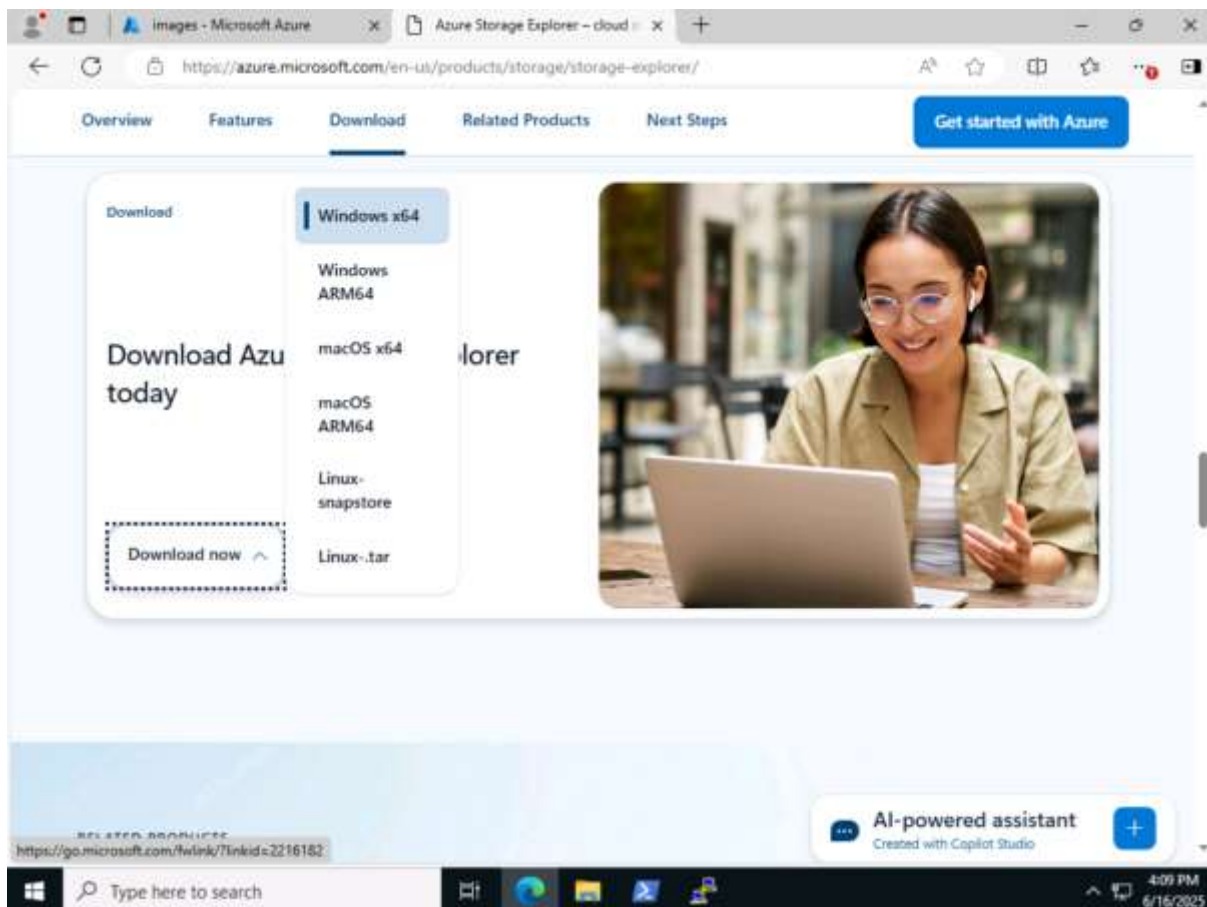 images - Microsoft Azure
Azure Storage Explorer – cloud
https://azure.microsoft.com/en-us/products/storage/storage-explorer/
Overview
Features
Download
Related Products
Next Steps
Get started with Azure
Download
Windows x64
Windows
ARM64
macOS x64
macOS
ARM64
Linux-
snapstore
Linux-.tar
Download Azu
lorer
today
Download now
AI-powered assistant
Created with Copilot Studio
RELATED PRODUCTS
https://go.microsoft.com/fwlink/?linkid=2216182
Type here to search
4:09 PM
6/16/2025